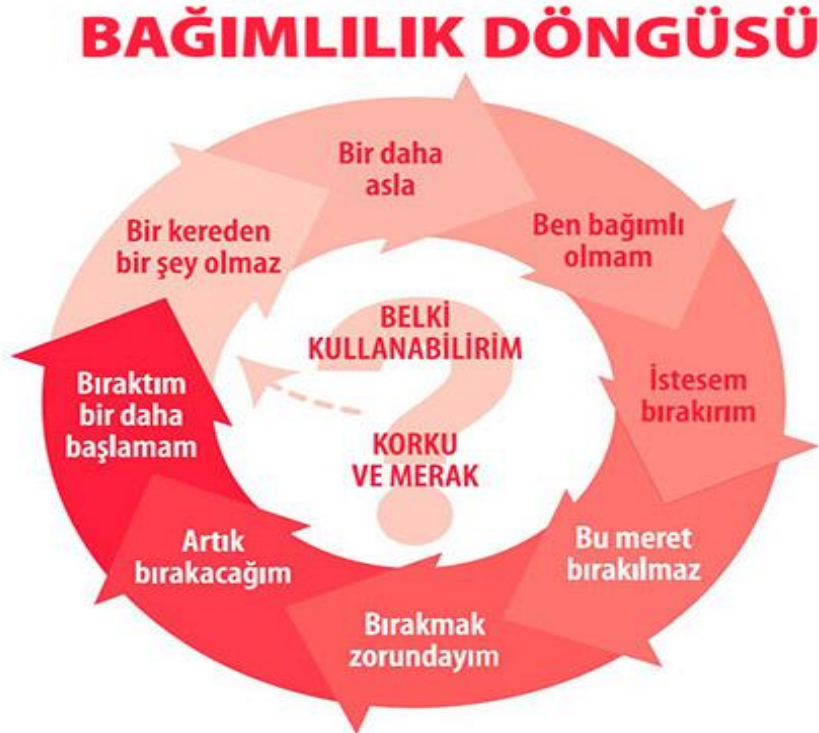 BAĞIMLILIK DÖNGÜSÜ
Bir kereden
bir şey olmaz
Bir daha
asla
Ben bağımlı
olmam
İstesem
bırakırım
Bu meret
bırakılmaz
Bırakmak
zorundayım
Artık
bırakacağım
Bıraktım
bir daha
başlamam
BELKİ
KULLANABİLİRİM
KORKU
VE MERAK
?